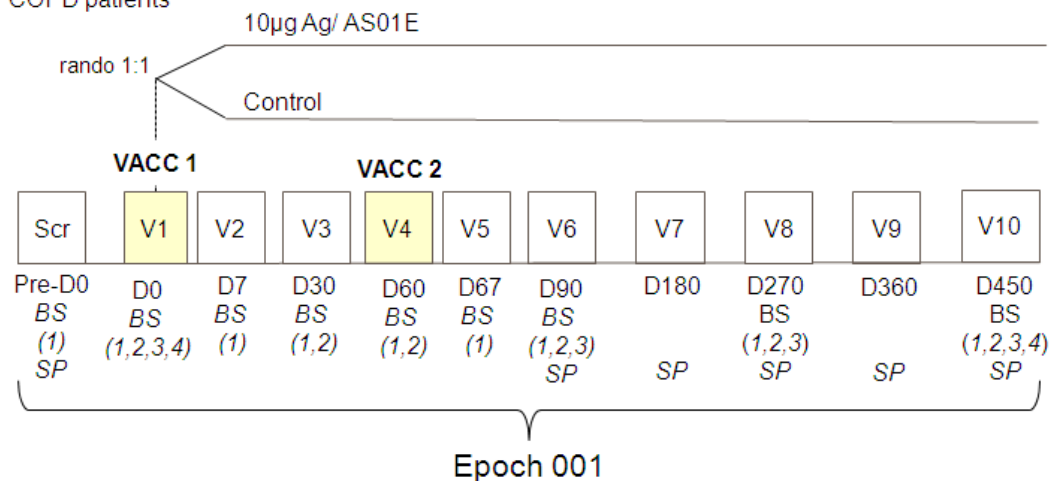 COPD patients
10µg Ag/ AS01E
rando 1:1
Control
VACC 1 VACC 2
Scr V1 V2 V3 V4 V5 V6 V7 V8 V9 V10
Pre-D0 D0 D7 D30 D60 D67 D90 D180 D270 D360 D450
BS BS BS BS BS BS BS BS BS
(1) (1,2,3,4) (1) (1,2) (1,2) (1) (1,2,3) (1,2,3) (1,2,3,4)
SP SP SP SP SP SP
Epoch 001